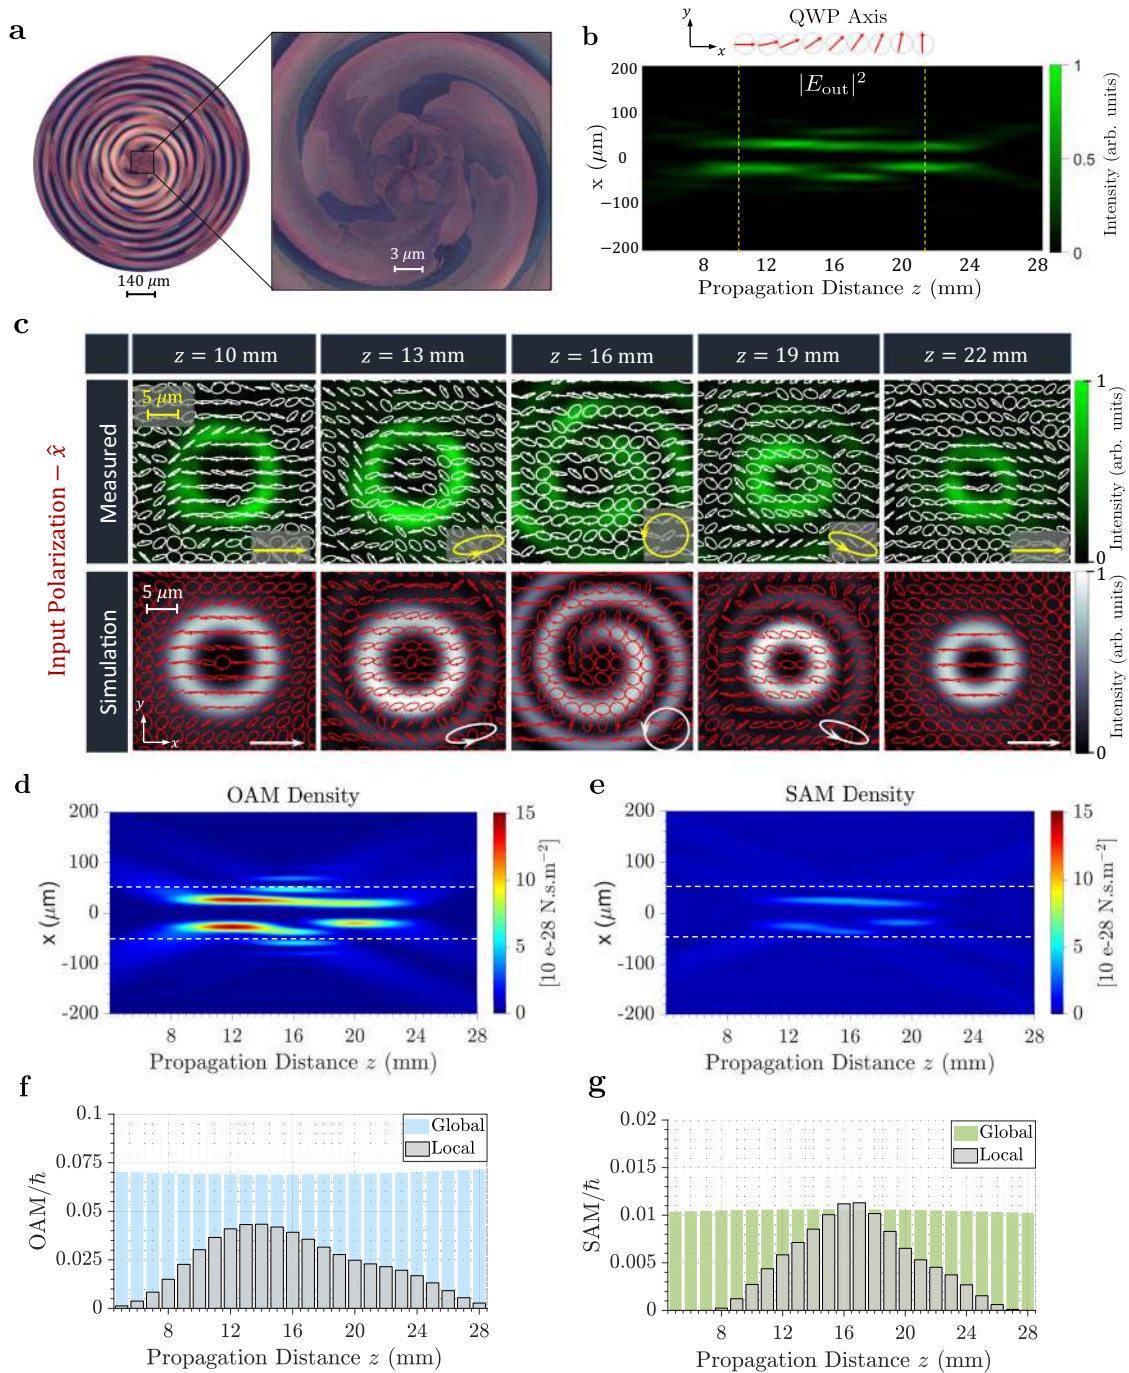 a
140 μm
3 μm
b
QWP Axis
y
x
|E_out|²
200
100
0
−100
−200
x (μm)
8 12 16 20 24 28
Propagation Distance z (mm)
1
0.5
0
Intensity (arb. units)
c
z = 10 mm z = 13 mm z = 16 mm z = 19 mm z = 22 mm
Input Polarization − x̂
Measured
5 μm
1
0
Intensity (arb. units)
Simulation
5 μm
y
x
1
0
Intensity (arb. units)
d
OAM Density
200
100
0
-100
-200
x (μm)
8 12 16 20 24 28
Propagation Distance z (mm)
15
10
5
0
[10 e-28 N.s.m⁻²]
e
SAM Density
200
100
0
-100
-200
x (μm)
8 12 16 20 24 28
Propagation Distance z (mm)
15
10
5
0
[10 e-28 N.s.m⁻²]
f
0.1
0.075
0.05
0.025
0
OAM/ℏ
Global
Local
8 12 16 20 24 28
Propagation Distance z (mm)
g
0.02
0.015
0.01
0.005
0
SAM/ℏ
Global
Local
8 12 16 20 24 28
Propagation Distance z (mm)